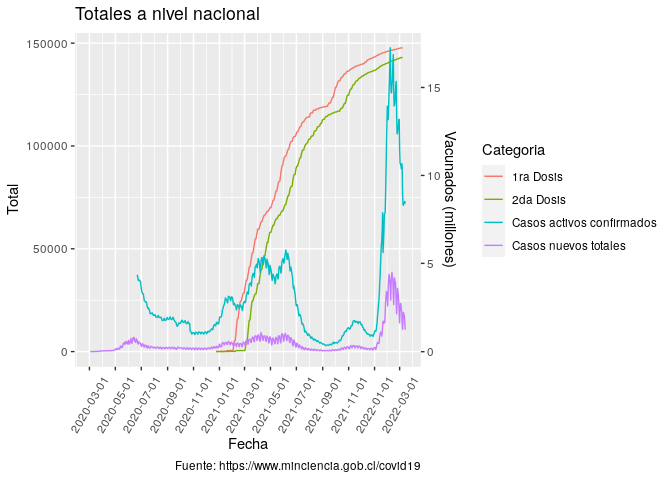 Totales a nivel nacional
150000
100000
50000
0
Total
15
10
5
0
Vacunados (millones)
2020-03-01
2020-05-01
2020-07-01
2020-09-01
2020-11-01
2021-01-01
2021-03-01
2021-05-01
2021-07-01
2021-09-01
2021-11-01
2022-01-01
2022-03-01
Fecha
Categoria
1ra Dosis
2da Dosis
Casos activos confirmados
Casos nuevos totales
Fuente: https://www.minciencia.gob.cl/covid19